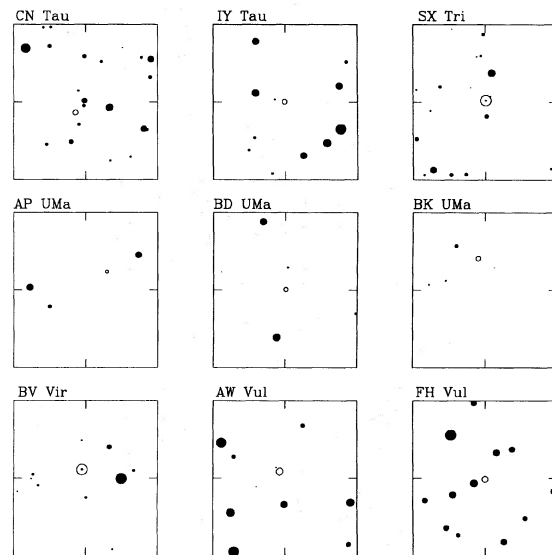 CN Tau
IY Tau
SX Tri
AP UMa
BD UMa
BK UMa
BV Vir
AW Vul
FH Vul